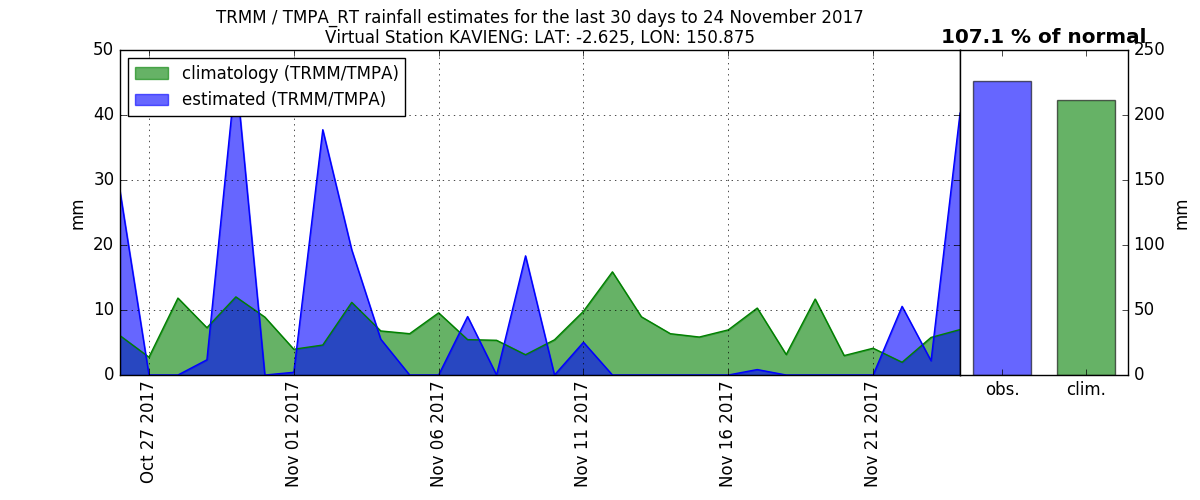 TRMM / TMPA_RT rainfall estimates for the last 30 days to 24 November 2017
Virtual Station KAVIENG: LAT: -2.625, LON: 150.875
107.1 % of normal
climatology (TRMM/TMPA)
estimated (TRMM/TMPA)
50
40
30
20
10
0
mm
Oct 27 2017
Nov 01 2017
Nov 06 2017
Nov 11 2017
Nov 16 2017
Nov 21 2017
obs.
clim.
250
200
150
100
50
0
mm